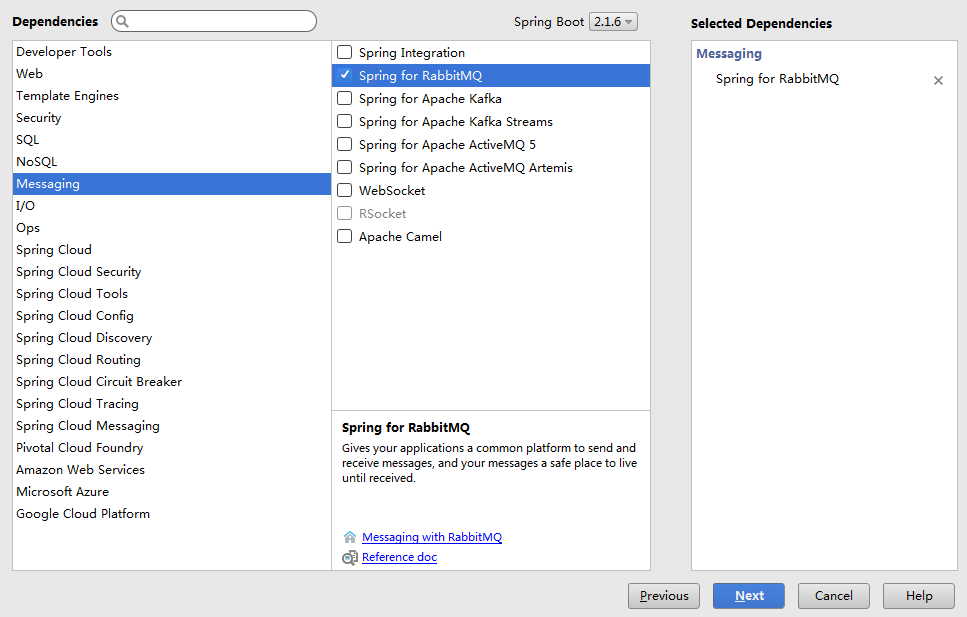 Dependencies
Spring Boot 2.1.6
Selected Dependencies
Developer Tools
Web
Template Engines
Security
SQL
NoSQL
Messaging
I/O
Ops
Spring Cloud
Spring Cloud Security
Spring Cloud Tools
Spring Cloud Config
Spring Cloud Discovery
Spring Cloud Routing
Spring Cloud Circuit Breaker
Spring Cloud Tracing
Spring Cloud Messaging
Pivotal Cloud Foundry
Amazon Web Services
Microsoft Azure
Google Cloud Platform
Spring Integration
Spring for RabbitMQ
Spring for Apache Kafka
Spring for Apache Kafka Streams
Spring for Apache ActiveMQ 5
Spring for Apache ActiveMQ Artemis
WebSocket
RSocket
Apache Camel
Spring for RabbitMQ
Gives your applications a common platform to send and
receive messages, and your messages a safe place to live
until received.
Messaging with RabbitMQ
Reference doc
Messaging
Spring for RabbitMQ
Previous
Next
Cancel
Help